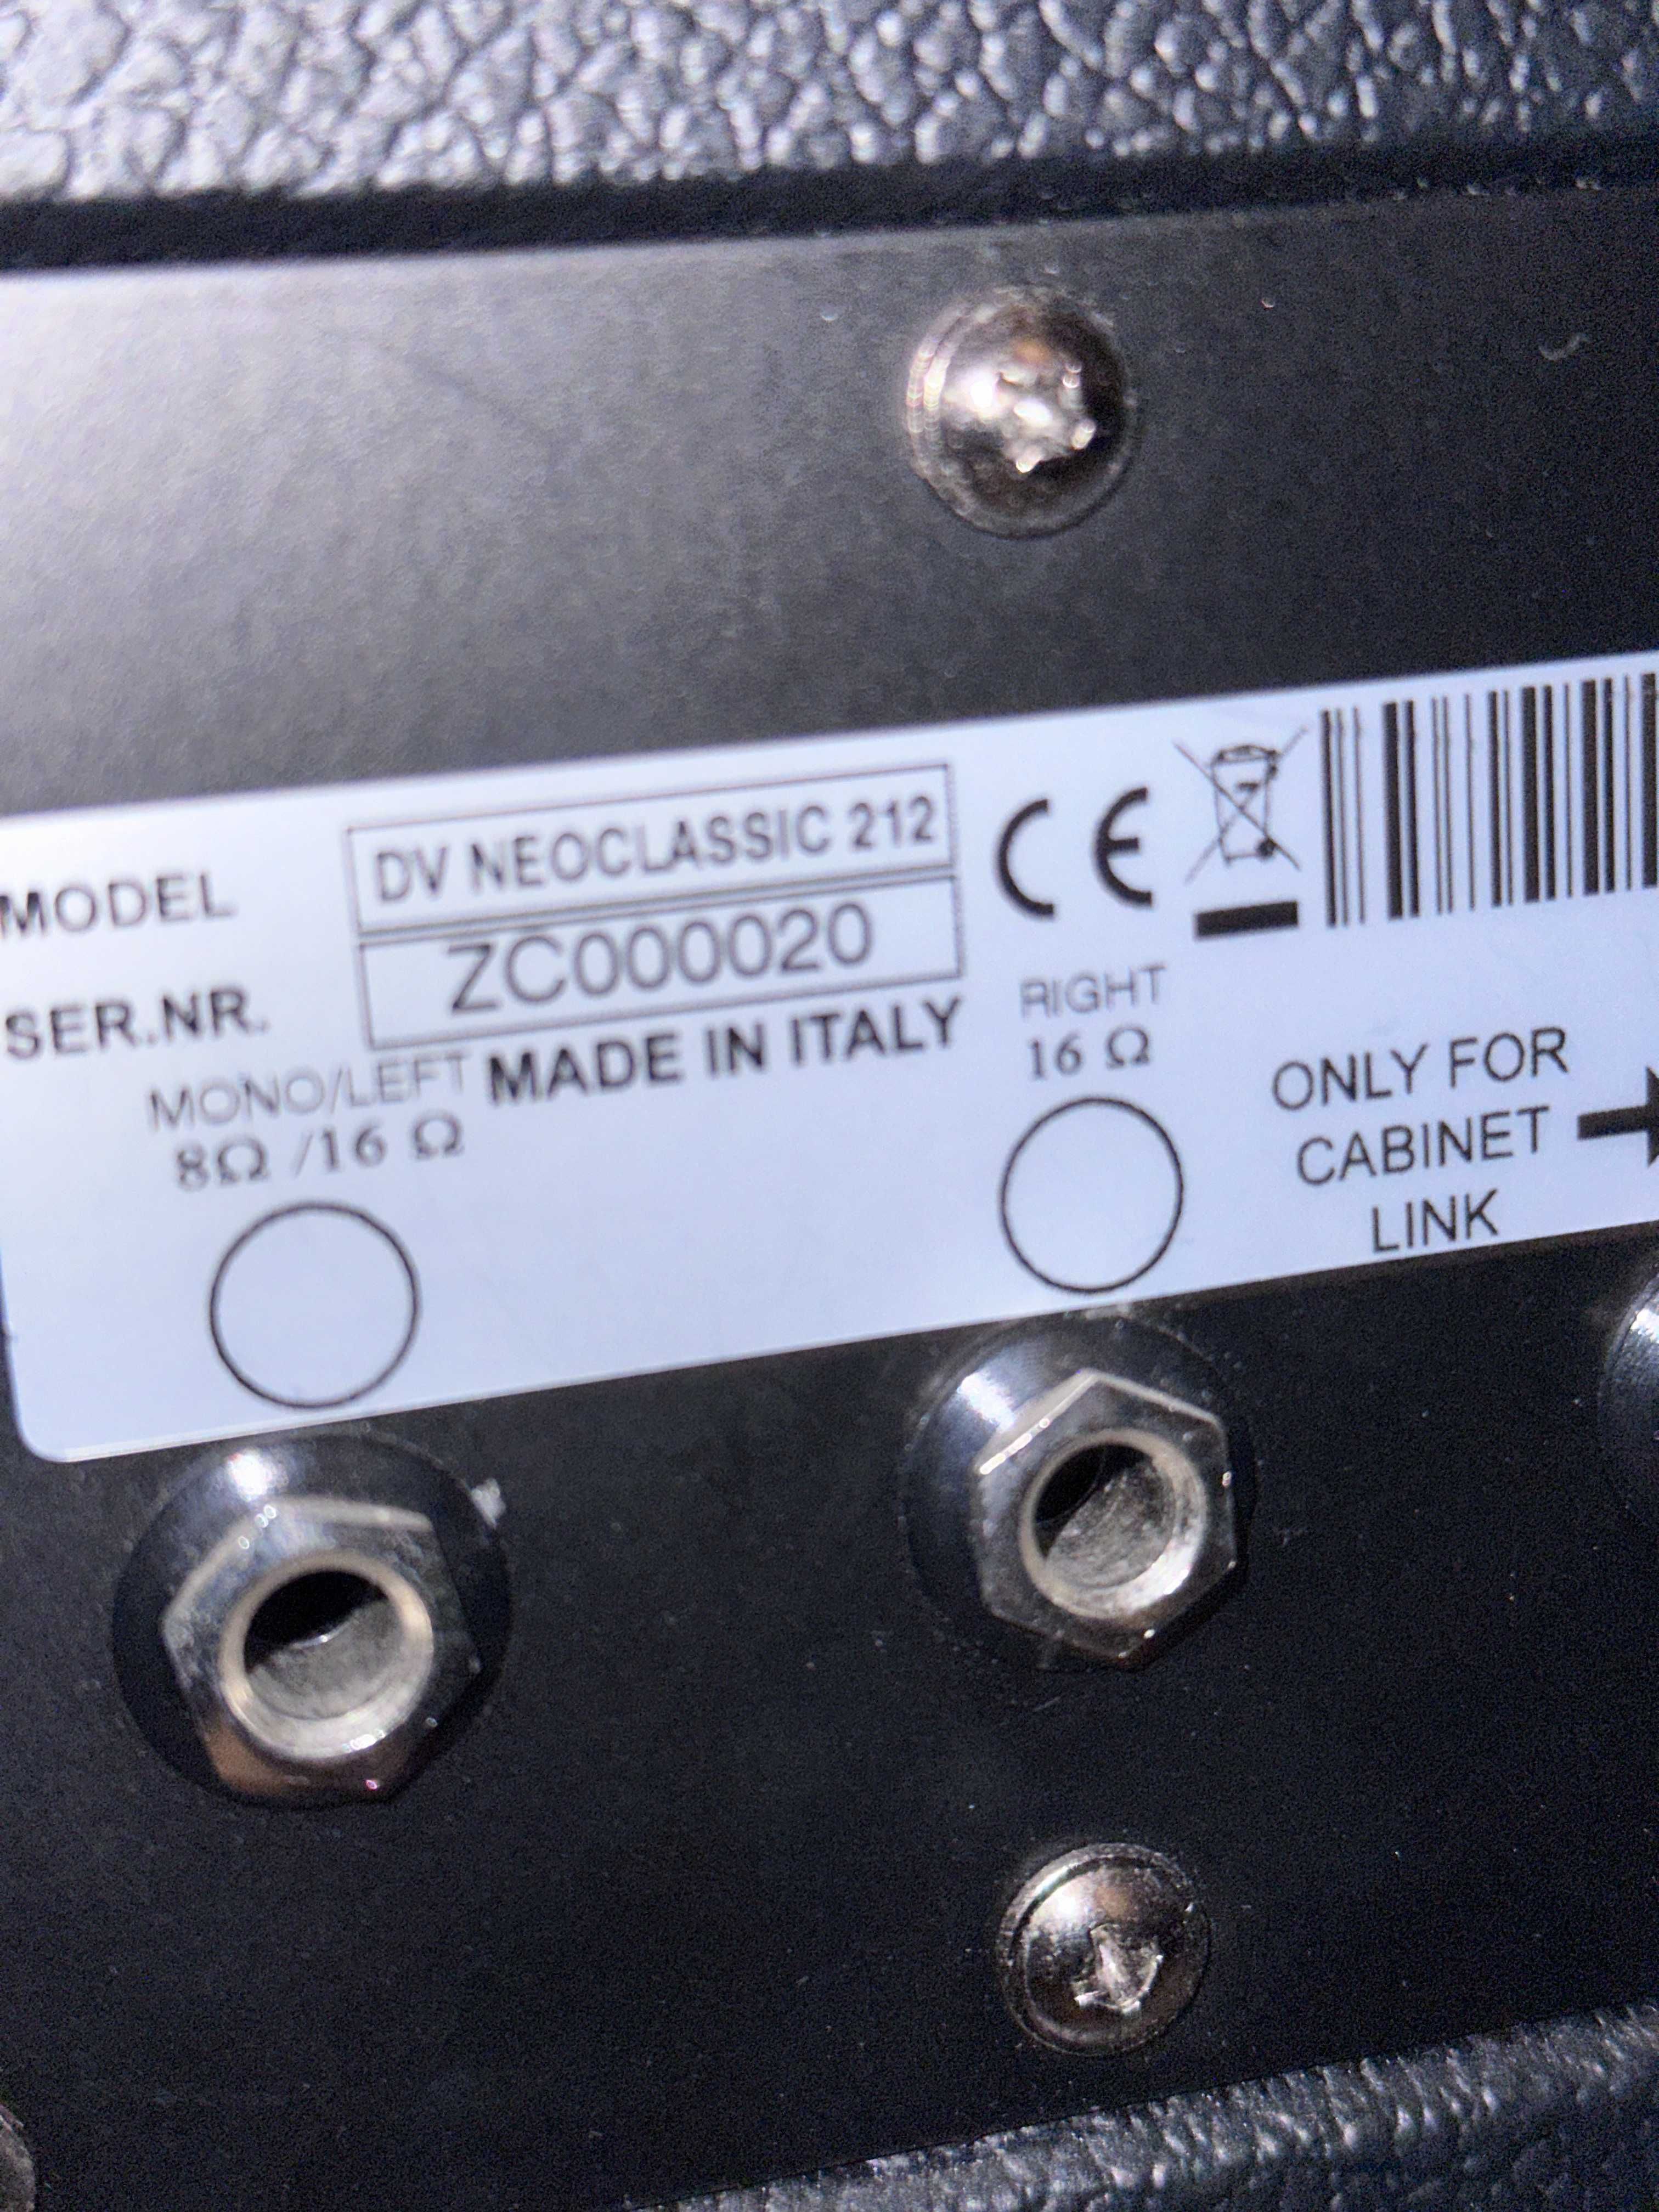 MODEL DV NEOCLASSIC 212
SER.NR. ZC000020
CE
MADE IN ITALY
MONO/LEFT
8Ω /16 Ω
RIGHT
16 Ω
ONLY FOR
CABINET
LINK